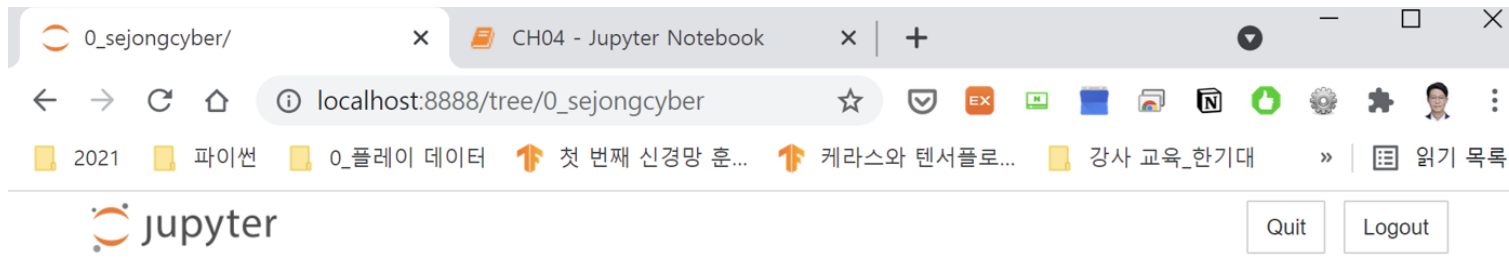 0_sejongcyber/ CH04 - Jupyter Notebook
localhost:8888/tree/0_sejongcyber EX N
2021 파이썬 0_플레이 데이터 첫 번째 신경망 훈... 케라스와 텐서플로... 강사 교육_한기대 » 읽기 목록
jupyter Quit Logout